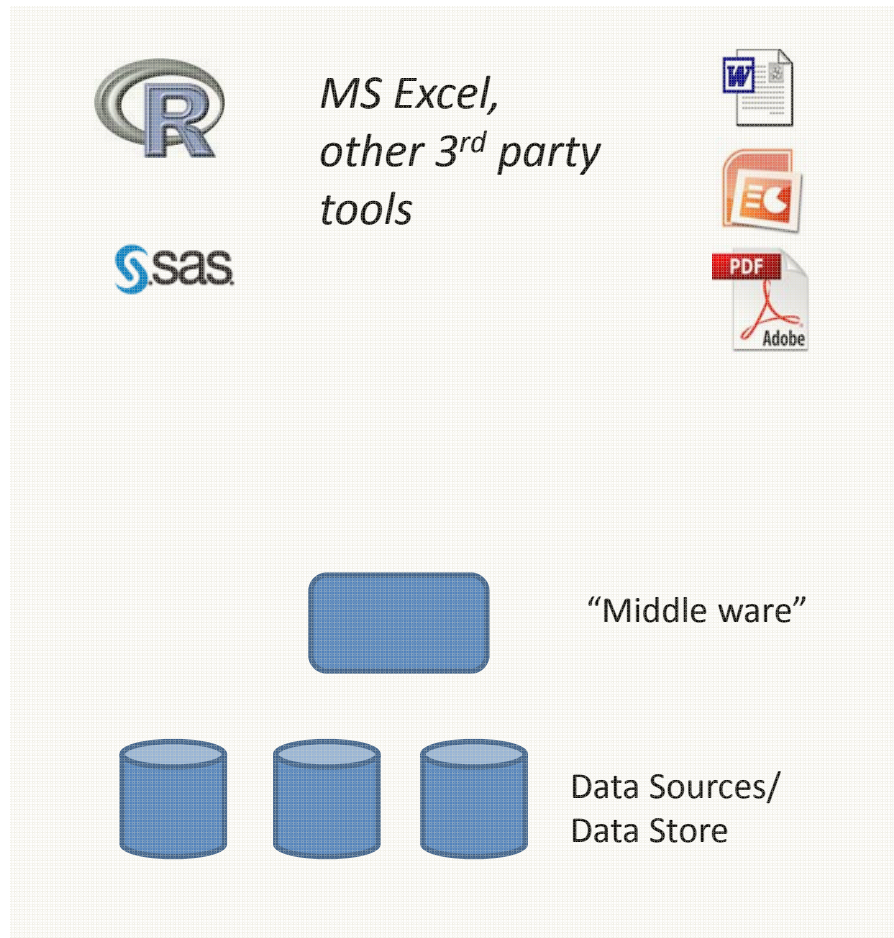 R
MS Excel,
other 3rd party
tools
W
sas.
PDF
Adobe
"Middle ware"
Data Sources/
Data Store